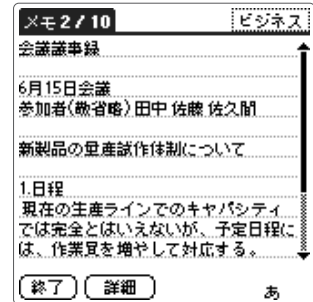 メモ 2 / 10
ビジネス
会議議事録
6月15日会議
参加者(敬省略)田中 佐藤 佐久間
新製品の量産試作体制について
1.日程
現在の生産ラインでのキャパシティ
では完全とはいえないが、予定日程に
は、作業員を増やして対応する。
終了
詳細
あ